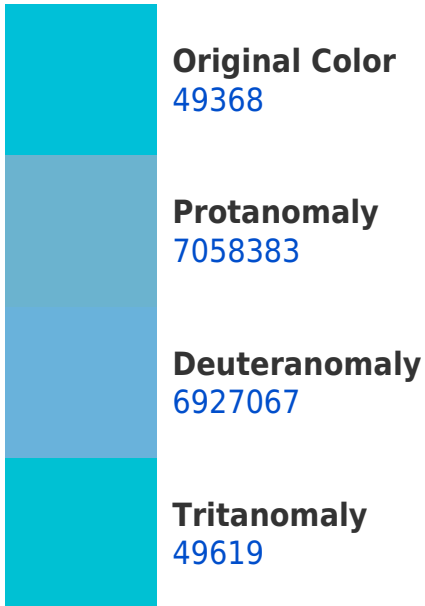 Original Color
49368
Protanomaly
7058383
Deuteranomaly
6927067
Tritanomaly
49619